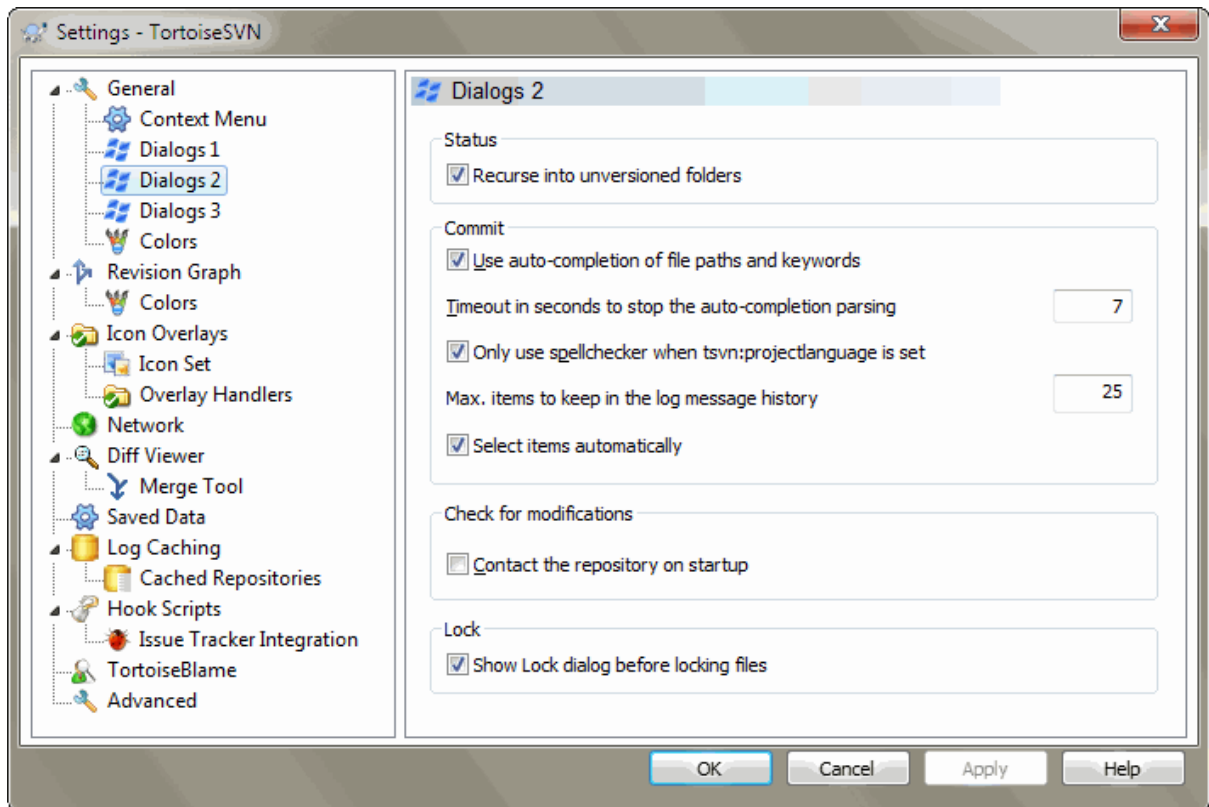 Settings - TortoiseSVN
General
Context Menu
Dialogs 1
Dialogs 2
Dialogs 3
Colors
Revision Graph
Colors
Icon Overlays
Icon Set
Overlay Handlers
Network
Diff Viewer
Merge Tool
Saved Data
Log Caching
Cached Repositories
Hook Scripts
Issue Tracker Integration
TortoiseBlame
Advanced
Dialogs 2
Status
Recurse into unversioned folders
Commit
Use auto-completion of file paths and keywords
Timeout in seconds to stop the auto-completion parsing 7
Only use spellchecker when tsvn:projectlanguage is set
Max. items to keep in the log message history 25
Select items automatically
Check for modifications
Contact the repository on startup
Lock
Show Lock dialog before locking files
OK Cancel Apply Help